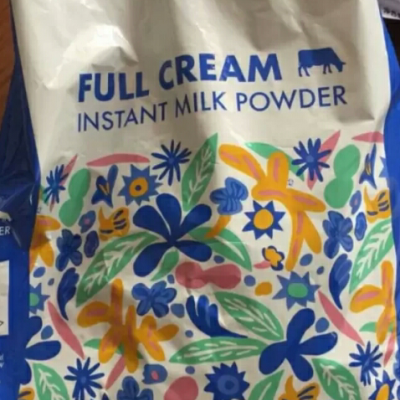 FULL CREAM
INSTANT MILK POWDER